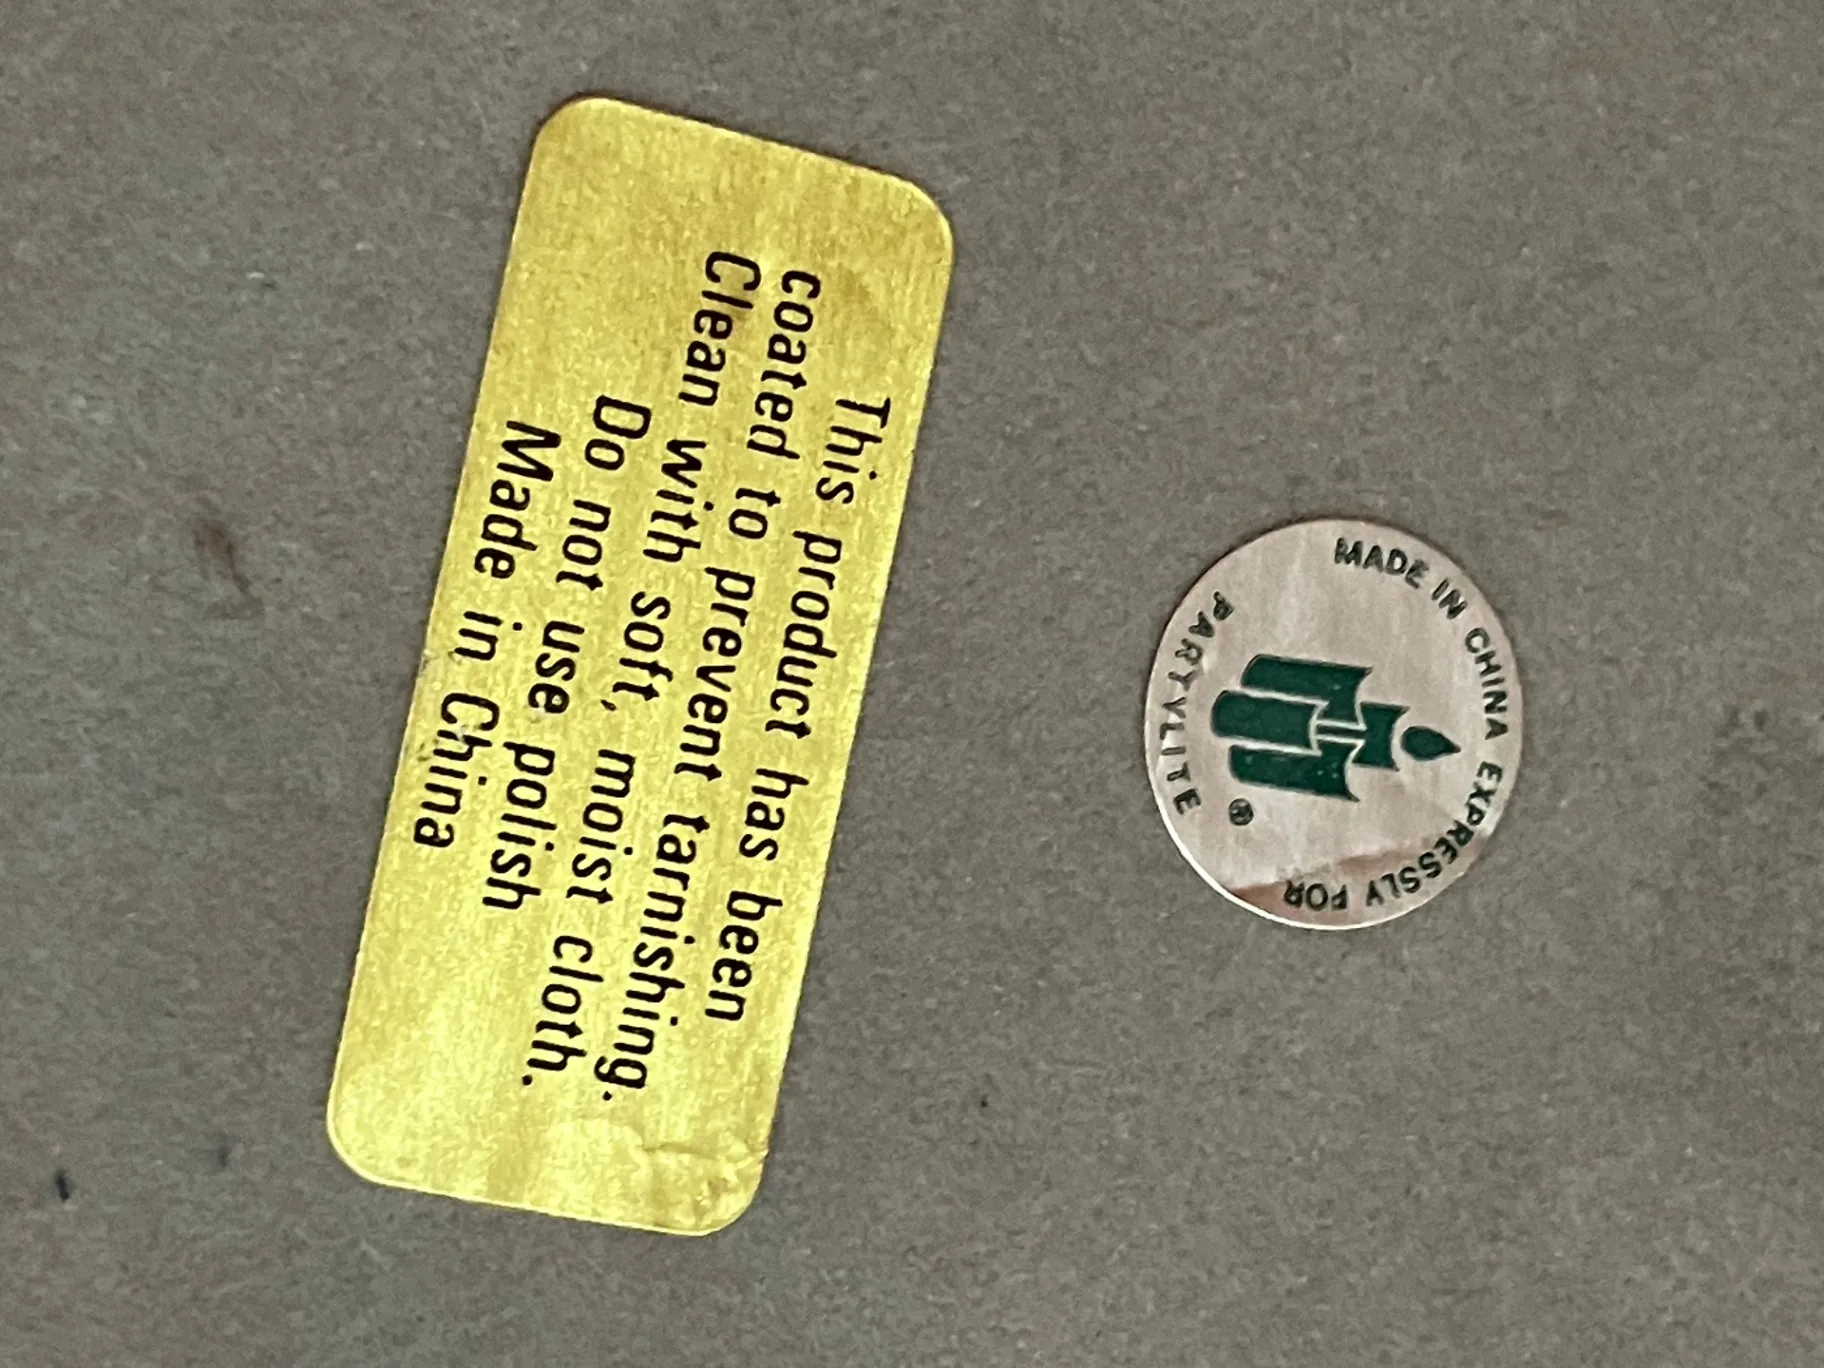 This product has been
coated to prevent tarnishing.
Clean with soft, moist cloth.
Do not use polish
Made in China
MADE IN CHINA EXPRESSLY FOR
PARTYLITE
®